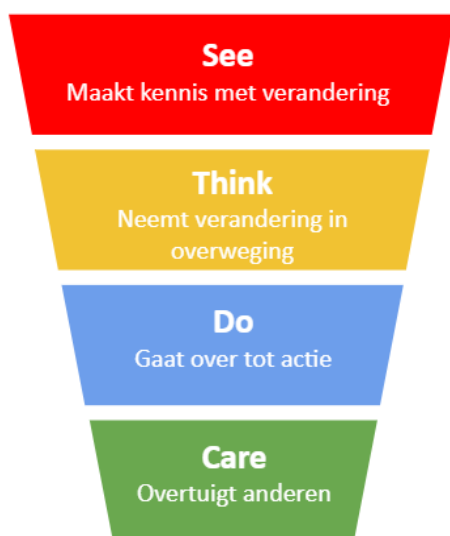 See
Maakt kennis met verandering
Think
Neemt verandering in
overweging
Do
Gaat over tot actie
Care
Overtuigt anderen